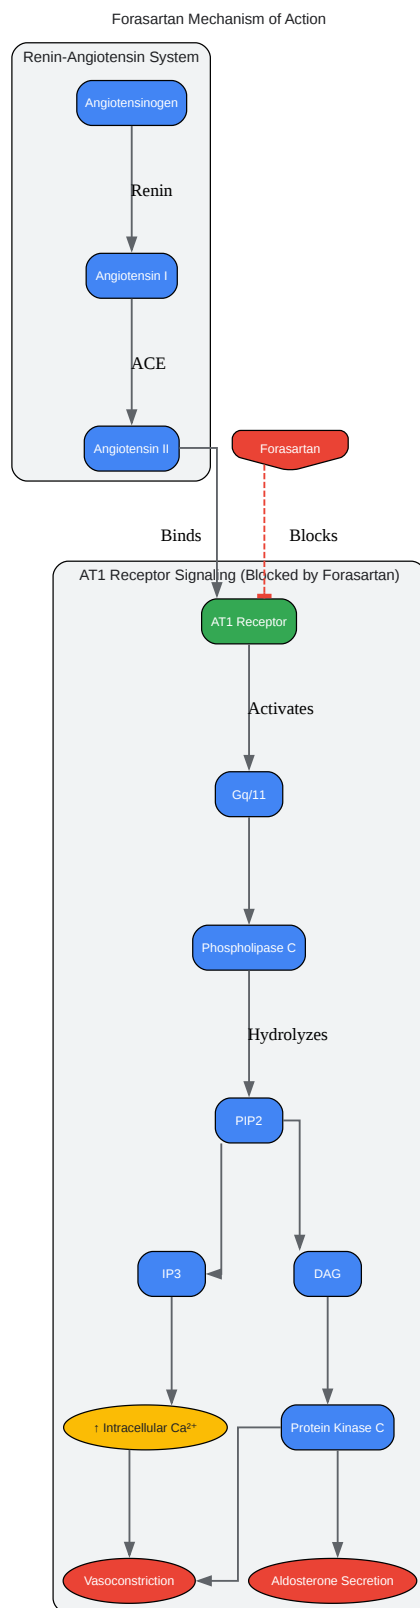 Forasartan Mechanism of Action
Renin-Angiotensin System
Angiotensinogen
Renin
Angiotensin I
ACE
Angiotensin II
Forasartan
Binds
Blocks
AT1 Receptor Signaling (Blocked by Forasartan)
AT1 Receptor
Activates
Gq/11
Phospholipase C
Hydrolyzes
PIP2
IP3
DAG
↑ Intracellular Ca²⁺
Protein Kinase C
Vasoconstriction
Aldosterone Secretion